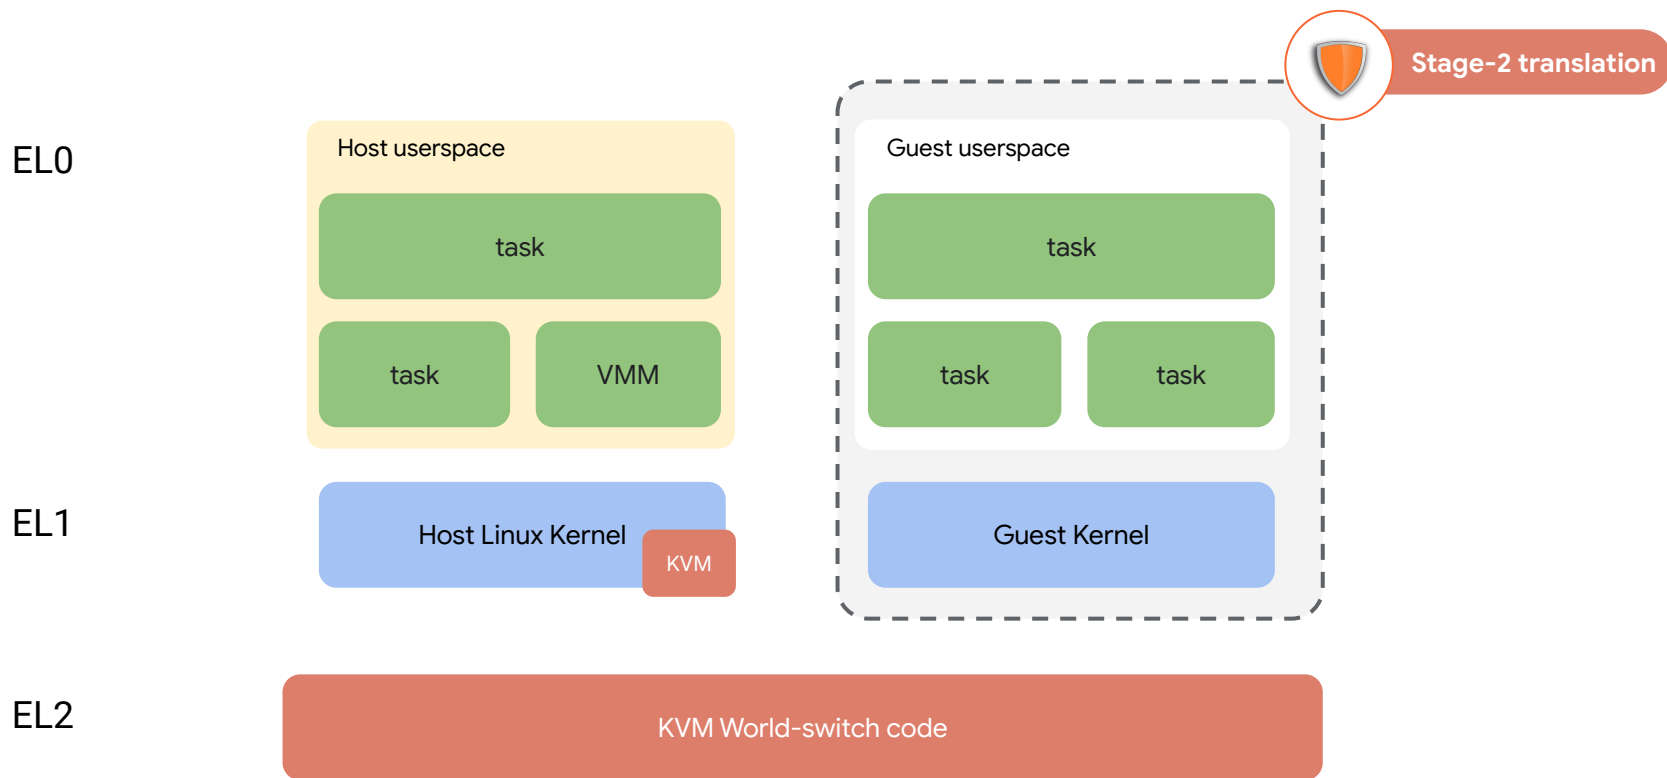 Stage-2 translation
EL0
Host userspace
task
task
VMM
Guest userspace
task
task
task
EL1
Host Linux Kernel
KVM
Guest Kernel
EL2
KVM World-switch code